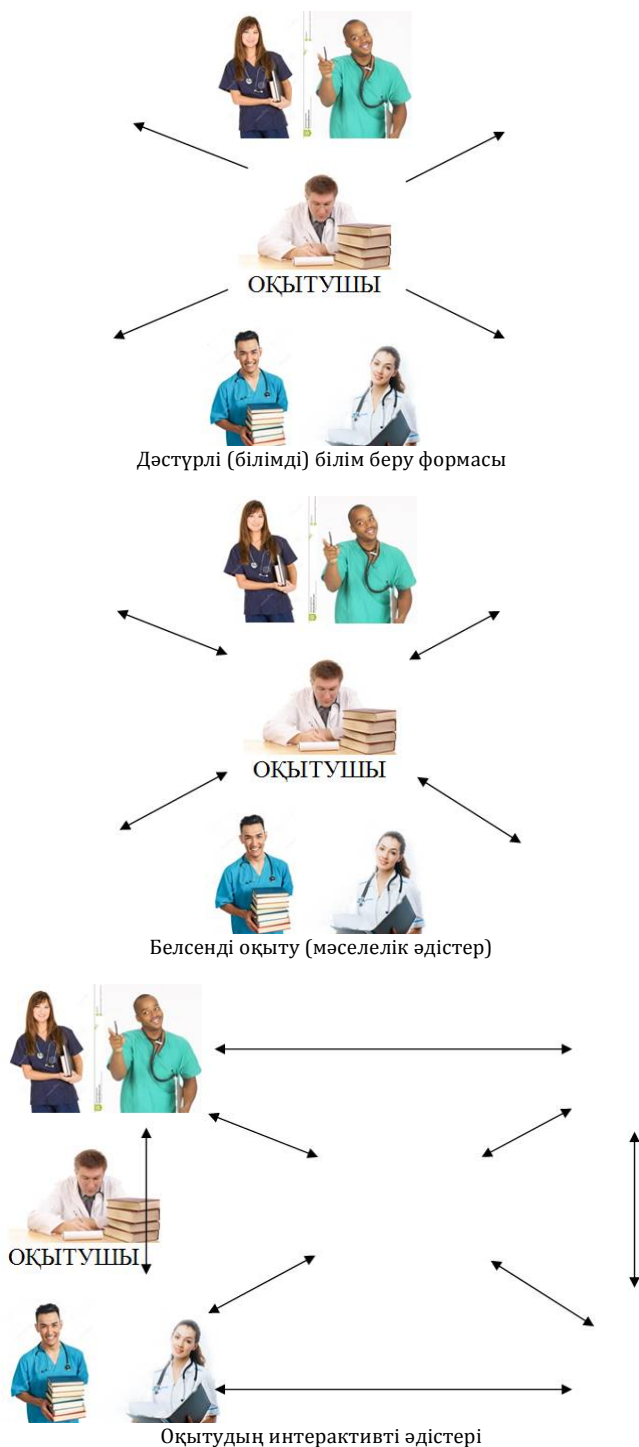 ОҚЫТУШЫ
Дәстүрлі (білімді) білім беру формасы
ОҚЫТУШЫ
Белсенді оқыту (мәселелік әдістер)
ОҚЫТУШЫ
Оқытудың интерактивті әдістері